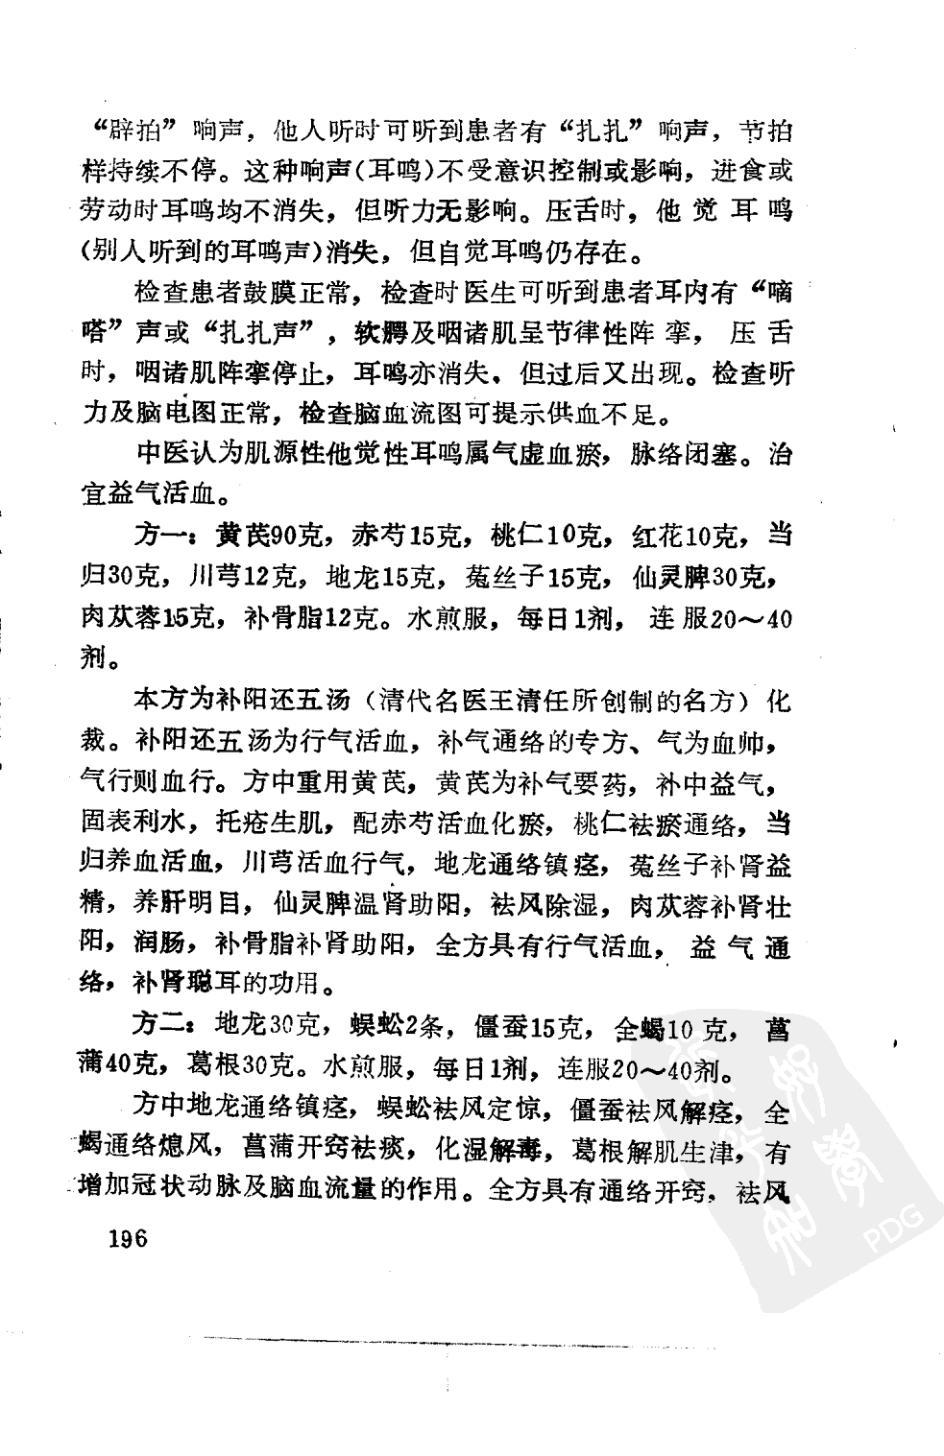 “辟拍”响声，他人听时可听到患者有“扎扎”响声，节拍
样持续不停。这种响声(耳鸣)不受意识控制或影响，进食或
劳动时耳鸣均不消失，但听力无影响。压舌时，他觉耳鸣
(别人听到的耳鸣声)消失，但自觉耳鸣仍存在。
检查患者鼓膜正常，检查时医生可听到患者耳内有“嘀
嗒”声或“扎扎声”，软腭及咽诸肌呈节律性阵挛，压舌
时，咽诸肌阵挛停止，耳鸣亦消失，但过后又出现。检查听
力及脑电图正常，检查脑血流图可提示供血不足。
中医认为肌源性他觉性耳鸣属气虚血瘀，脉络闭塞。治
宜益气活血。
方一：黄芪90克，赤芍15克，桃仁10克，红花10克，当
归30克，川芎12克，地龙15克，菟丝子15克，仙灵脾30克，
肉苁蓉15克，补骨脂12克。水煎服，每日1剂，连服20～40
剂。
本方为补阳还五汤（清代名医王清任所创制的名方）化
裁。补阳还五汤为行气活血，补气通络的专方、气为血帅，
气行则血行。方中重用黄芪，黄芪为补气要药，补中益气，
固表利水，托疮生肌，配赤芍活血化瘀，桃仁祛瘀通络，当
归养血活血，川芎活血行气，地龙通络镇痉，菟丝子补肾益
精，养肝明目，仙灵脾温肾助阳，祛风除湿，肉苁蓉补肾壮
阳，润肠，补骨脂补肾助阳，全方具有行气活血，益气通
络，补肾聪耳的功用。
方二：地龙30克，蜈蚣2条，僵蚕15克，全蝎10克，菖
蒲40克，葛根30克。水煎服，每日1剂，连服20～40剂。
方中地龙通络镇痉，蜈蚣祛风定惊，僵蚕祛风解痉，全
蝎通络熄风，菖蒲开窍祛痰，化湿解毒，葛根解肌生津，有
增加冠状动脉及脑血流量的作用。全方具有通络开窍，祛风
196
PDG